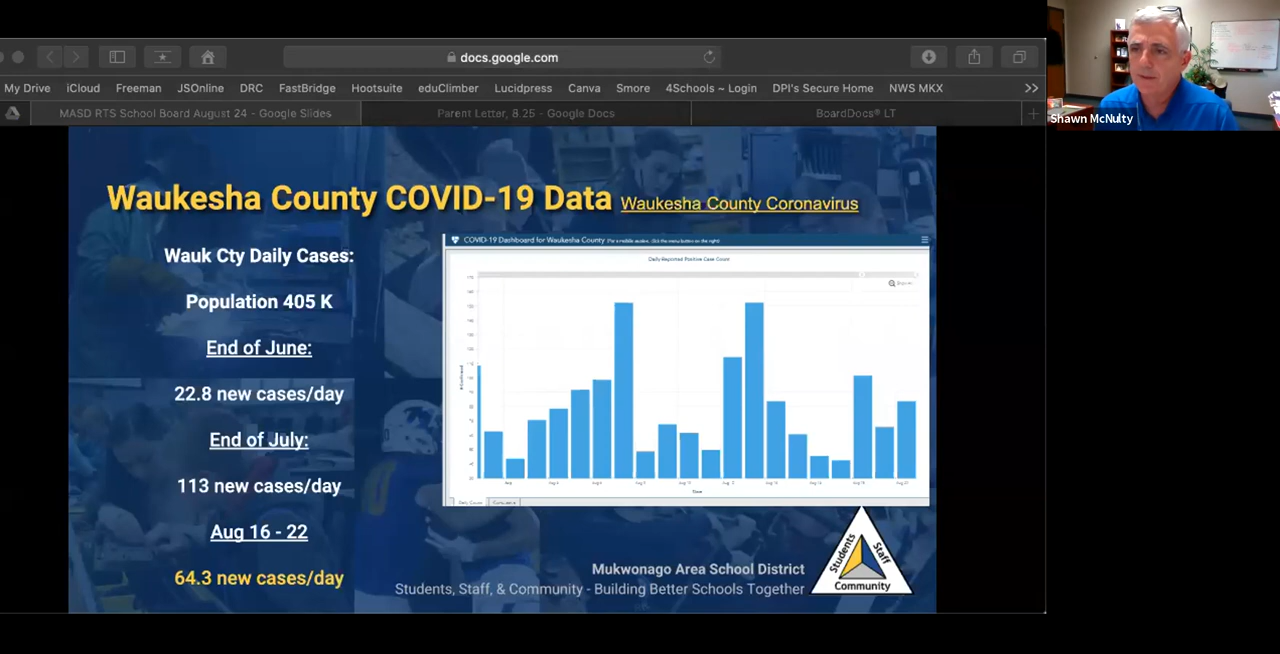 docs.google.com
My Drive iCloud Freeman JSOnline DRC FastBridge Hootsuite eduClimber Lucidpress Canva Smore 4Schools ~ Login DPI's Secure Home NWS MKX
MASD RTS School Board August 24 - Google Slides
Parent Letter, 8.25 - Google Docs
BoardDocs® LT
Shawn McNulty
Waukesha County COVID-19 Data
Waukesha County Coronavirus
Wauk Cty Daily Cases:
Population 405 K
End of June:
22.8 new cases/day
End of July:
113 new cases/day
Aug 16 - 22
64.3 new cases/day
COVID-19 Dashboard for Waukesha County
Daily Reported Positive Case Count
Time
Mukwonago Area School District
Students, Staff, & Community - Building Better Schools Together
Students
Staff
Community